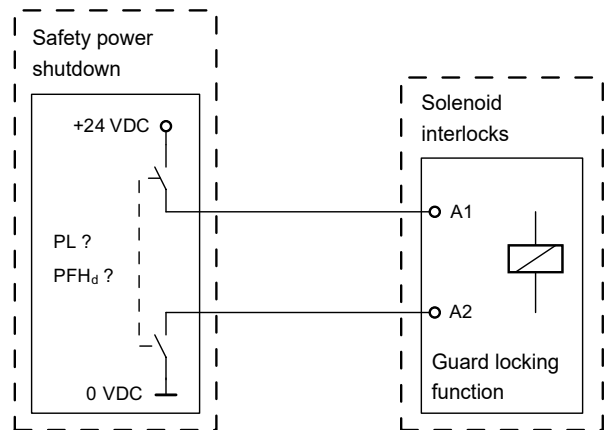 Safety power
shutdown
+24 VDC
PL ?
PFHd ?
0 VDC
Solenoid
interlocks
A1
A2
Guard locking
function